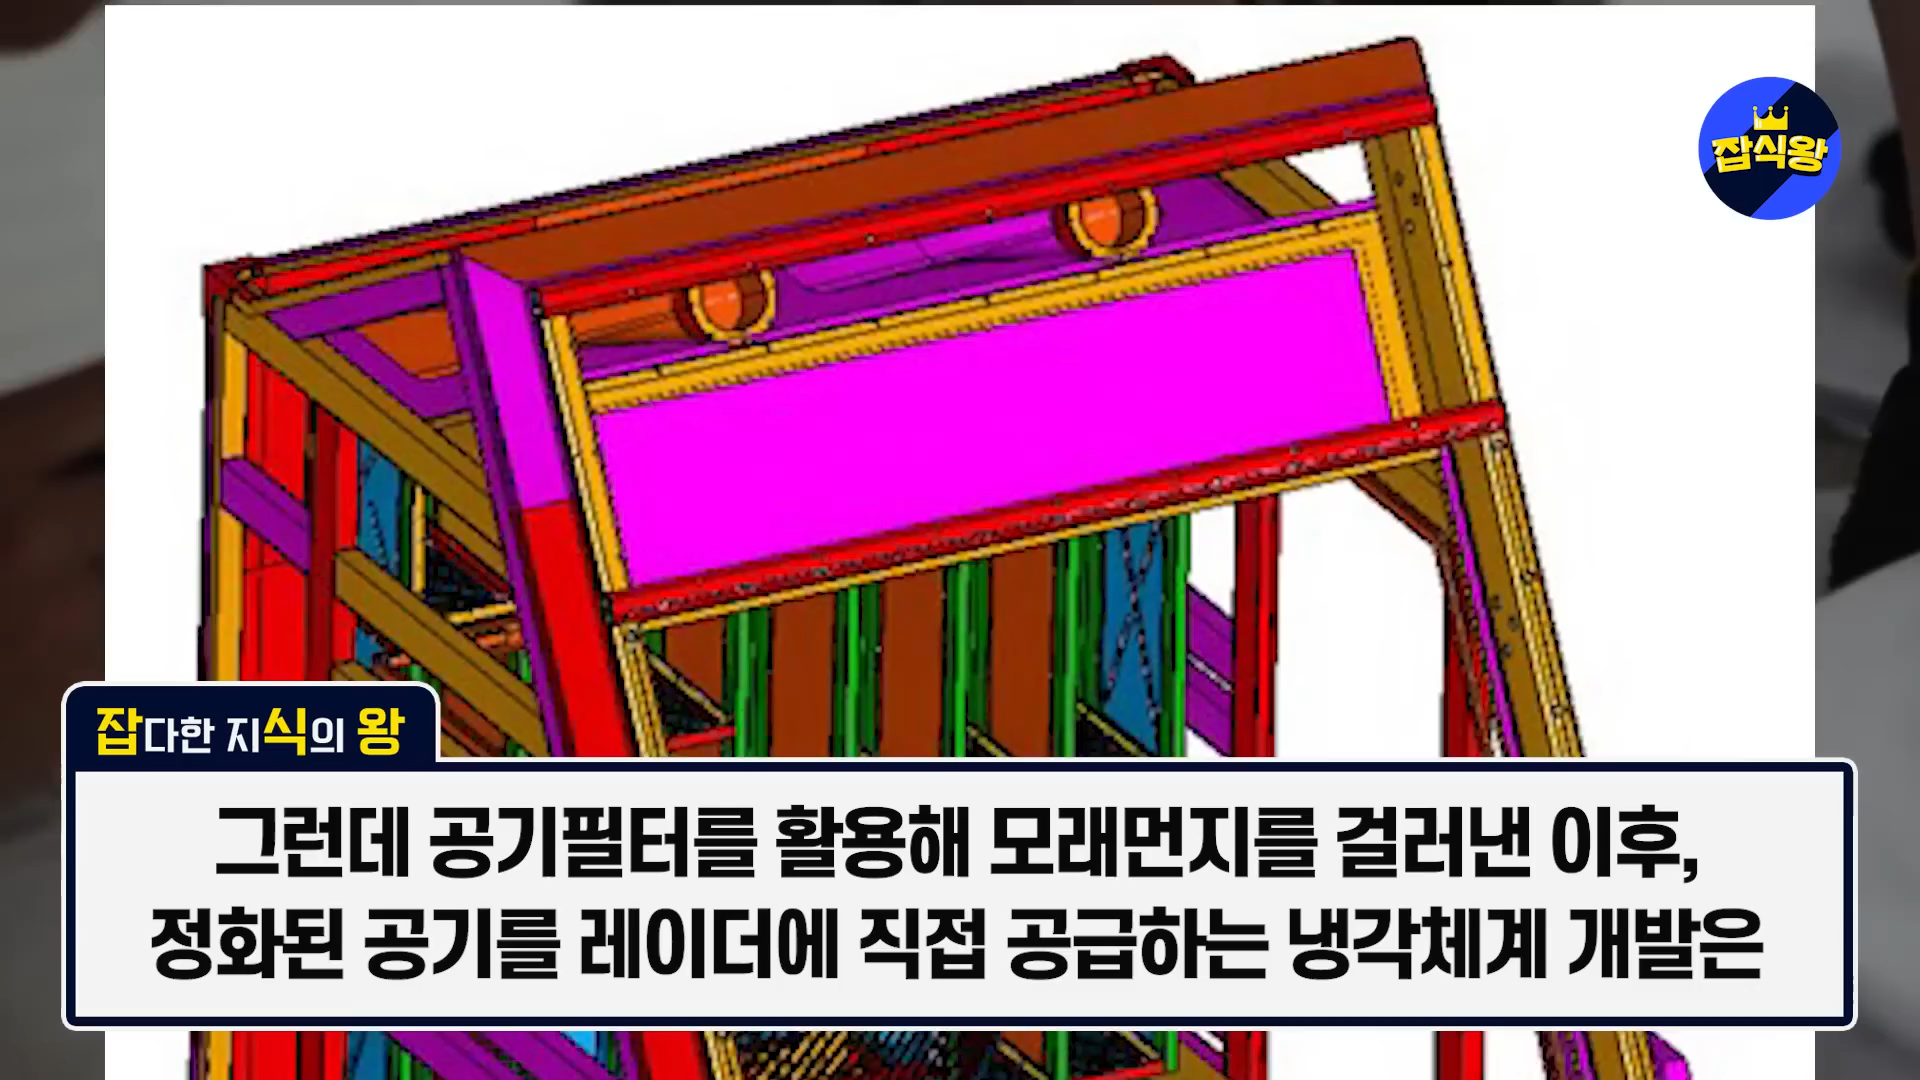 잡식왕
잡다한 지식의 왕
그런데 공기필터를 활용해 모래먼지를 걸러낸 이후,
정화된 공기를 레이더에 직접 공급하는 냉각체계 개발은